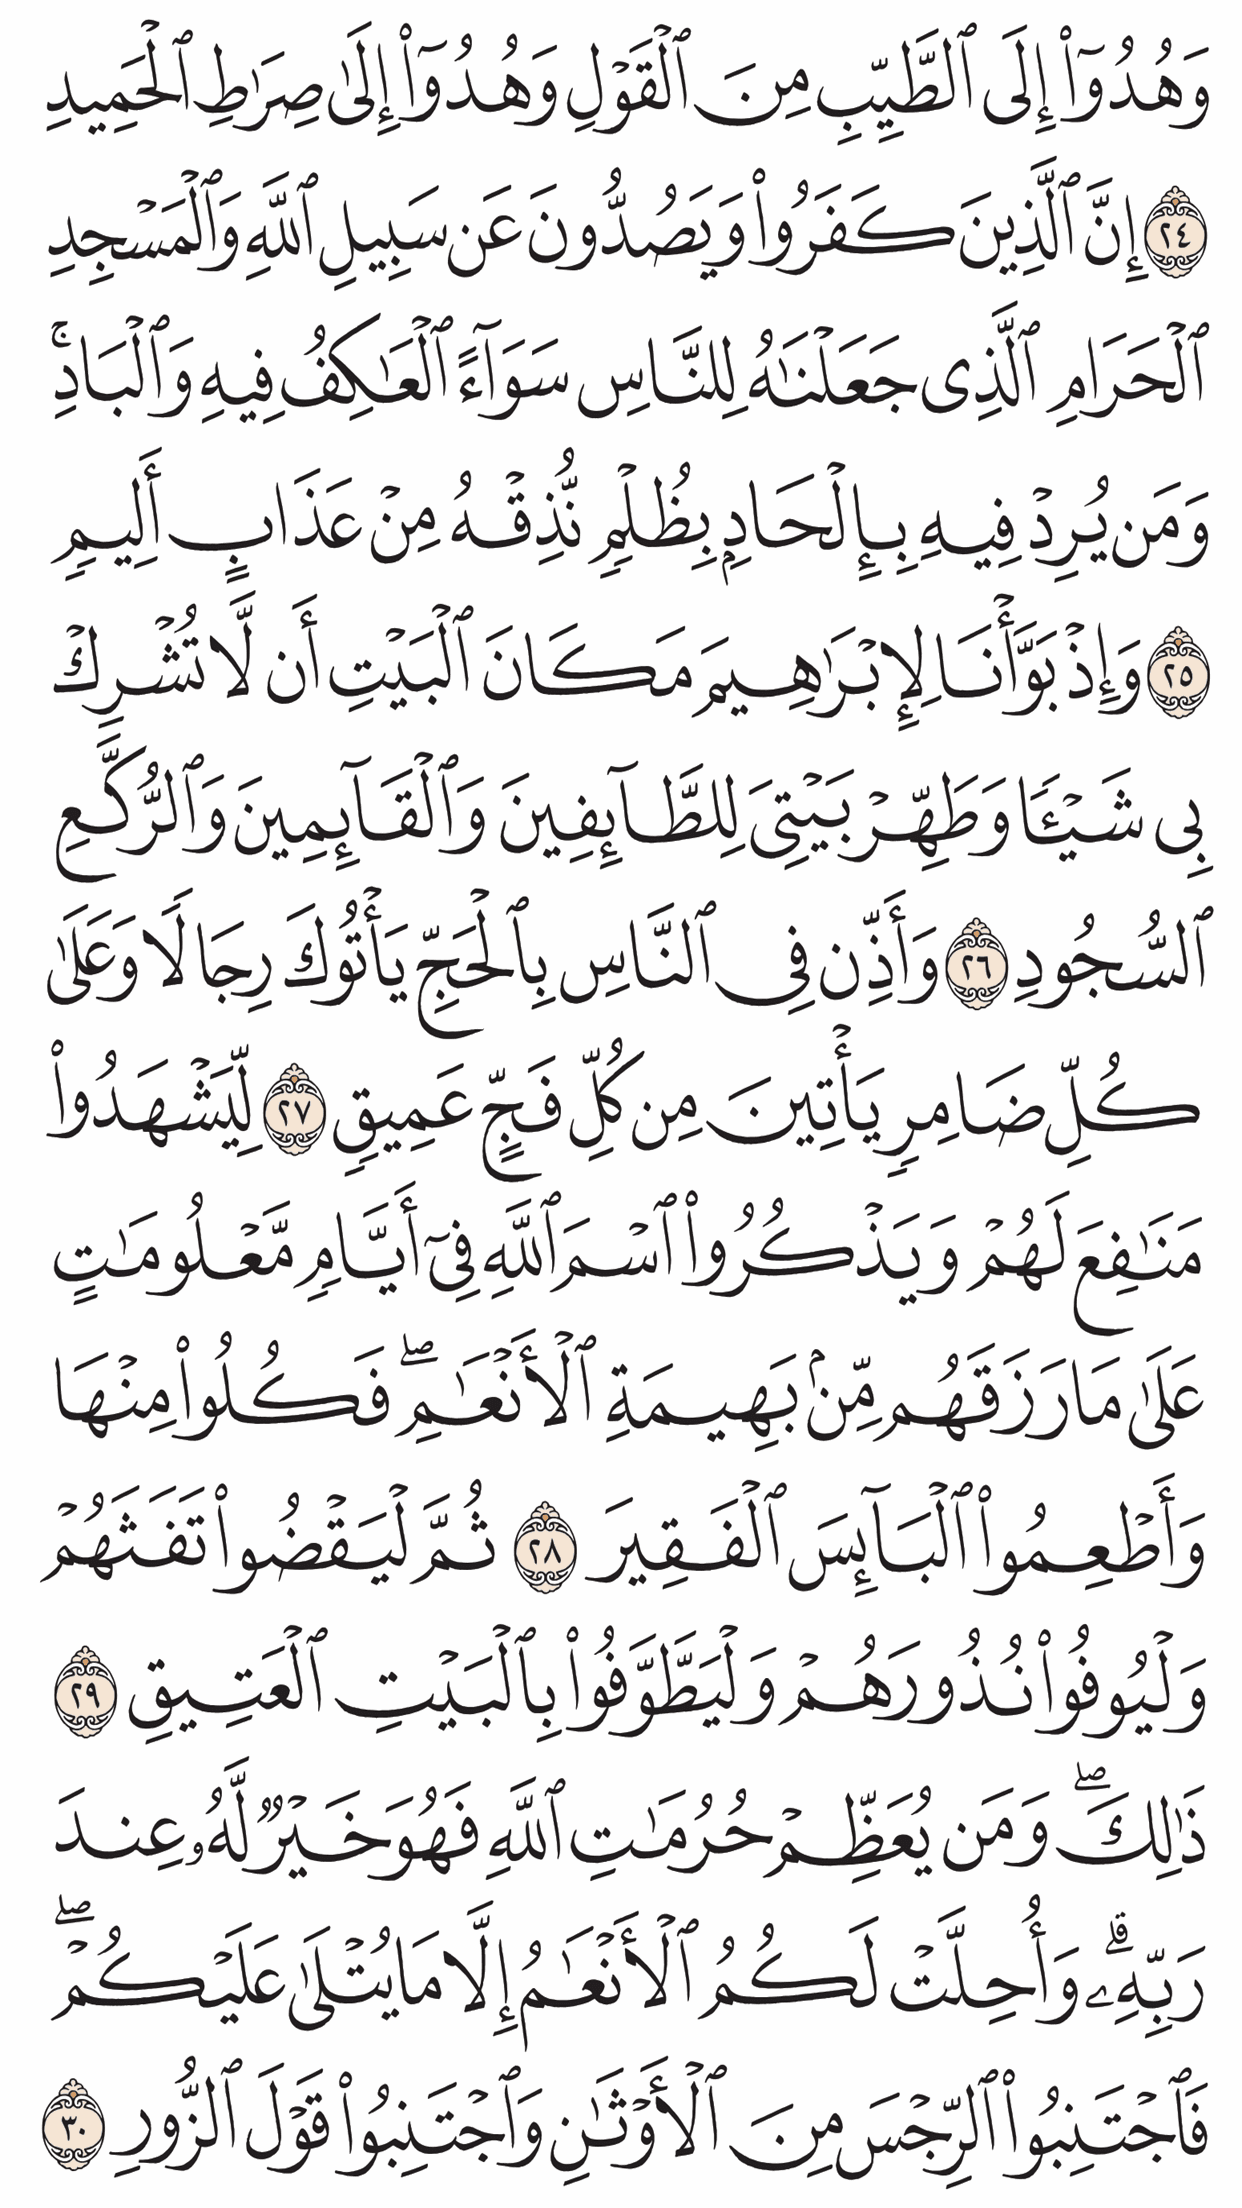 وَهُدُوٓا۟ إِلَى ٱلطَّيِّبِ مِنَ ٱلْقَوْلِ وَهُدُوٓا۟ إِلَىٰ صِرَٰطِ ٱلْحَمِيدِ
٢٤ إِنَّ ٱلَّذِينَ كَفَرُوا۟ وَيَصُدُّونَ عَن سَبِيلِ ٱللَّهِ وَٱلْمَسْجِدِ
ٱلْحَرَامِ ٱلَّذِى جَعَلْنَٰهُ لِلنَّاسِ سَوَآءً ٱلْعَٰكِفُ فِيهِ وَٱلْبَادِ ۚ
وَمَن يُرِدْ فِيهِ بِإِلْحَادٍۭ بِظُلْمٍ نُّذِقْهُ مِنْ عَذَابٍ أَلِيمٍ
٢٥ وَإِذْ بَوَّأْنَا لِإِبْرَٰهِيمَ مَكَانَ ٱلْبَيْتِ أَن لَّا تُشْرِكْ
بِى شَيْـًٔا وَطَهِّرْ بَيْتِىَ لِلطَّآئِفِينَ وَٱلْقَآئِمِينَ وَٱلرُّكَّعِ
ٱلسُّجُودِ ٢٦ وَأَذِّن فِى ٱلنَّاسِ بِٱلْحَجِّ يَأْتُوكَ رِجَالًا وَعَلَىٰ
كُلِّ ضَامِرٍ يَأْتِينَ مِن كُلِّ فَجٍّ عَمِيقٍ ٢٧ لِّيَشْهَدُوا۟
مَنَٰفِعَ لَهُمْ وَيَذْكُرُوا۟ ٱسْمَ ٱللَّهِ فِىٓ أَيَّامٍ مَّعْلُومَٰتٍ
عَلَىٰ مَا رَزَقَهُم مِّنۢ بَهِيمَةِ ٱلْأَنْعَٰمِ ۖ فَكُلُوا۟ مِنْهَا
وَأَطْعِمُوا۟ ٱلْبَآئِسَ ٱلْفَقِيرَ ٢٨ ثُمَّ لْيَقْضُوا۟ تَفَثَهُمْ
وَلْيُوفُوا۟ نُذُورَهُمْ وَلْيَطَّوَّفُوا۟ بِٱلْبَيْتِ ٱلْعَتِيقِ ٢٩
ذَٰلِكَ ۖ وَمَن يُعَظِّمْ حُرُمَٰتِ ٱللَّهِ فَهُوَ خَيْرٌ لَّهُۥ عِندَ
رَبِّهِۦ ۗ وَأُحِلَّتْ لَكُمُ ٱلْأَنْعَٰمُ إِلَّا مَا يُتْلَىٰ عَلَيْكُمْ ۖ
فَٱجْتَنِبُوا۟ ٱلرِّجْسَ مِنَ ٱلْأَوْثَٰنِ وَٱجْتَنِبُوا۟ قَوْلَ ٱلزُّورِ ٣٠